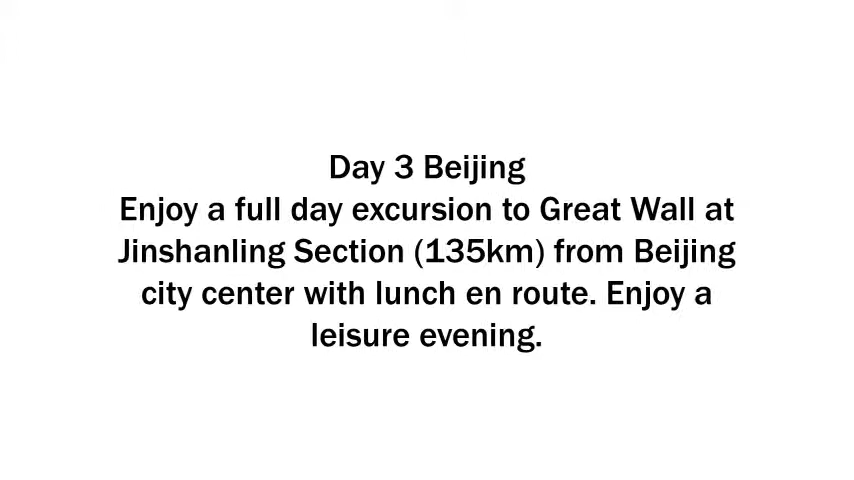 Day 3 Beijing
Enjoy a full day excursion to Great Wall at
Jinshanling Section (135km) from Beijing
city center with lunch en route. Enjoy a
leisure evening.